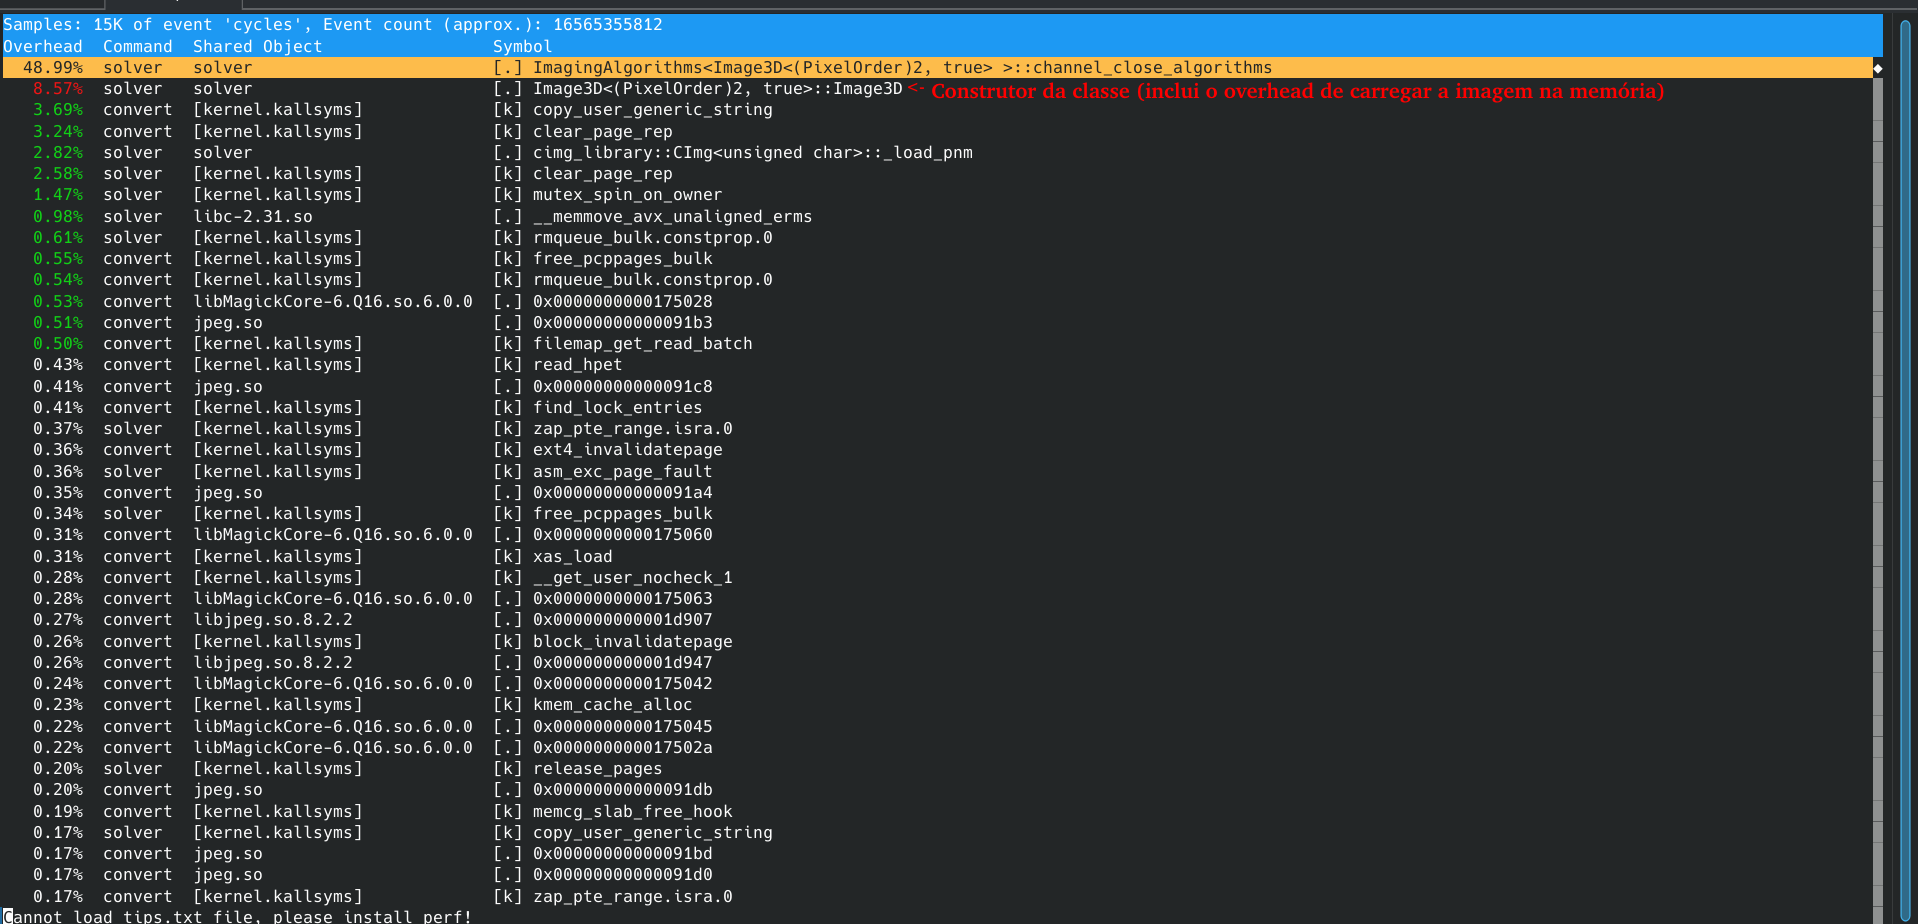 Samples: 15K of event 'cycles', Event count (approx.): 16565355812
Overhead  Command  Shared Object                 Symbol
48.99%  solver   solver                        [.] ImagingAlgorithms<Image3D<(PixelOrder)2, true> >::channel_close_algorithms
8.57%  solver   solver                        [.] Image3D<(PixelOrder)2, true>::Image3D <- Construtor da classe (inclui o overhead de carregar a imagem na memória)
3.69%  convert  [kernel.kallsyms]             [k] copy_user_generic_string
3.24%  convert  [kernel.kallsyms]             [k] clear_page_rep
2.82%  solver   solver                        [.] cimg_library::CImg<unsigned char>::_load_pnm
2.58%  solver   [kernel.kallsyms]             [k] clear_page_rep
1.47%  solver   [kernel.kallsyms]             [k] mutex_spin_on_owner
0.98%  solver   libc-2.31.so                  [.] __memmove_avx_unaligned_erms
0.61%  solver   [kernel.kallsyms]             [k] rmqueue_bulk.constprop.0
0.55%  convert  [kernel.kallsyms]             [k] free_pcppages_bulk
0.54%  convert  [kernel.kallsyms]             [k] rmqueue_bulk.constprop.0
0.53%  convert  libMagickCore-6.Q16.so.6.0.0  [.] 0x0000000000175028
0.51%  convert  jpeg.so                       [.] 0x00000000000091b3
0.50%  convert  [kernel.kallsyms]             [k] filemap_get_read_batch
0.43%  convert  [kernel.kallsyms]             [k] read_hpet
0.41%  convert  jpeg.so                       [.] 0x00000000000091c8
0.41%  convert  [kernel.kallsyms]             [k] find_lock_entries
0.37%  solver   [kernel.kallsyms]             [k] zap_pte_range.isra.0
0.36%  convert  [kernel.kallsyms]             [k] ext4_invalidatepage
0.36%  solver   [kernel.kallsyms]             [k] asm_exc_page_fault
0.35%  convert  jpeg.so                       [.] 0x00000000000091a4
0.34%  solver   [kernel.kallsyms]             [k] free_pcppages_bulk
0.31%  convert  libMagickCore-6.Q16.so.6.0.0  [.] 0x0000000000175060
0.31%  convert  [kernel.kallsyms]             [k] xas_load
0.28%  convert  [kernel.kallsyms]             [k] __get_user_nocheck_1
0.28%  convert  libMagickCore-6.Q16.so.6.0.0  [.] 0x0000000000175063
0.27%  convert  libjpeg.so.8.2.2              [.] 0x000000000001d907
0.26%  convert  [kernel.kallsyms]             [k] block_invalidatepage
0.26%  convert  libjpeg.so.8.2.2              [.] 0x000000000001d947
0.24%  convert  libMagickCore-6.Q16.so.6.0.0  [.] 0x0000000000175042
0.23%  convert  [kernel.kallsyms]             [k] kmem_cache_alloc
0.22%  convert  libMagickCore-6.Q16.so.6.0.0  [.] 0x0000000000175045
0.22%  convert  libMagickCore-6.Q16.so.6.0.0  [.] 0x000000000017502a
0.20%  solver   [kernel.kallsyms]             [k] release_pages
0.20%  convert  jpeg.so                       [.] 0x00000000000091db
0.19%  convert  [kernel.kallsyms]             [k] memcg_slab_free_hook
0.17%  solver   [kernel.kallsyms]             [k] copy_user_generic_string
0.17%  convert  jpeg.so                       [.] 0x00000000000091bd
0.17%  convert  jpeg.so                       [.] 0x00000000000091d0
0.17%  convert  [kernel.kallsyms]             [k] zap_pte_range.isra.0
Cannot load tips.txt file, please install perf!